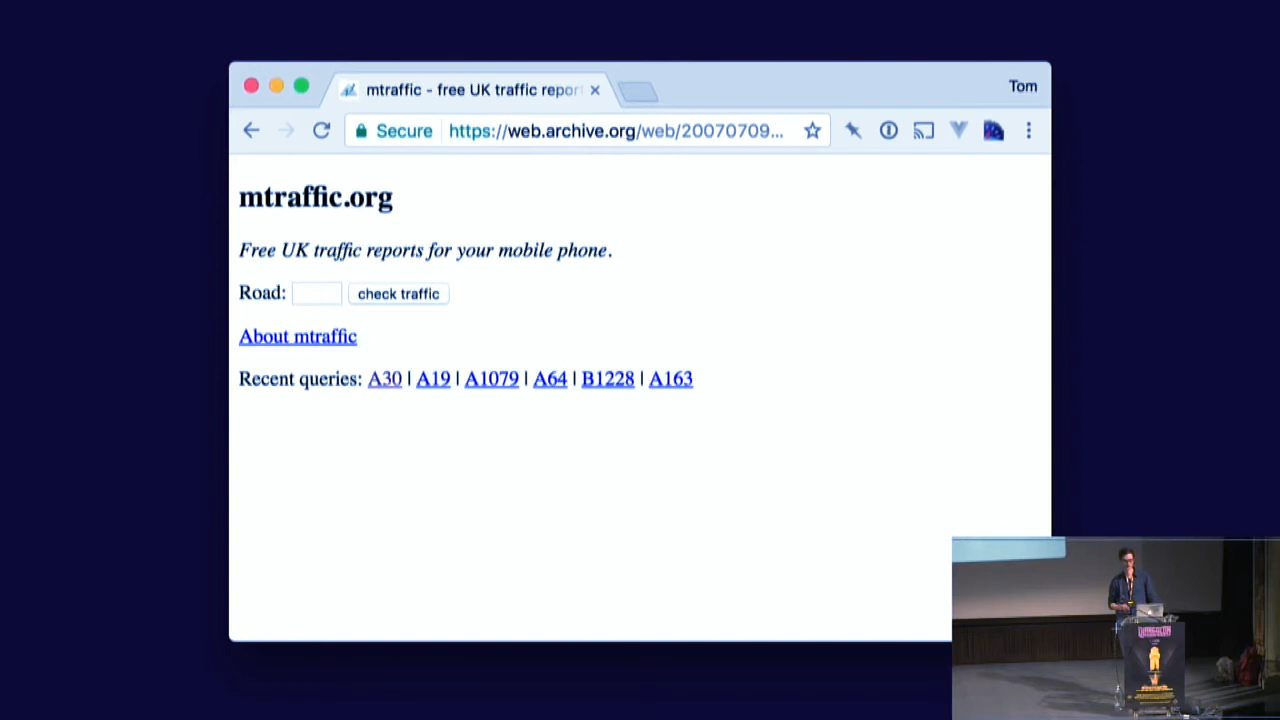 mtraffic - free UK traffic repor
Tom
Secure https://web.archive.org/web/20070709...
mtraffic.org
Free UK traffic reports for your mobile phone.
Road: check traffic
About mtraffic
Recent queries: A30 | A19 | A1079 | A64 | B1228 | A163